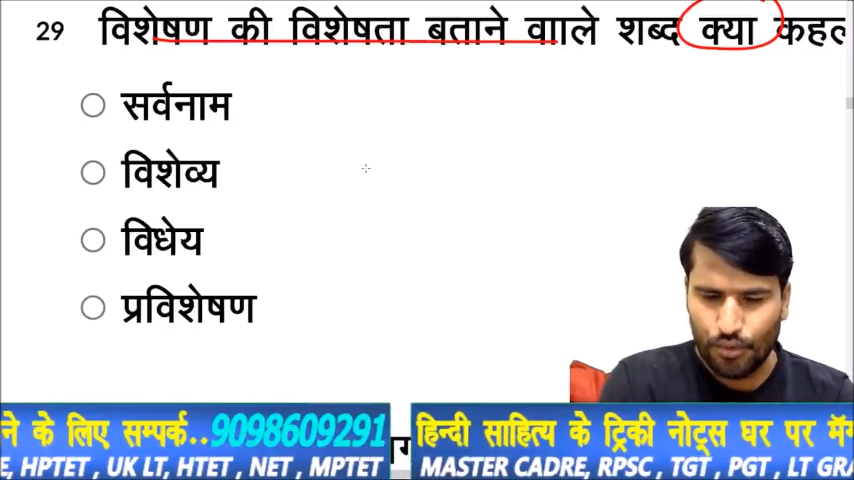 29 विशेषण की विशेषता बताने वााले शब्द क्या
सर्वनाम
विशेव्य
विधेय
प्रविशेषण
ने के लिए सम्पर्क..9098609291
हिन्दी साहित्य के ट्रिकी नोट्स घर पर
E, HPTET , UK LT, HTET , NET , MPTET
MASTER CADRE, RPSC , TGT , PGT , LT GRA